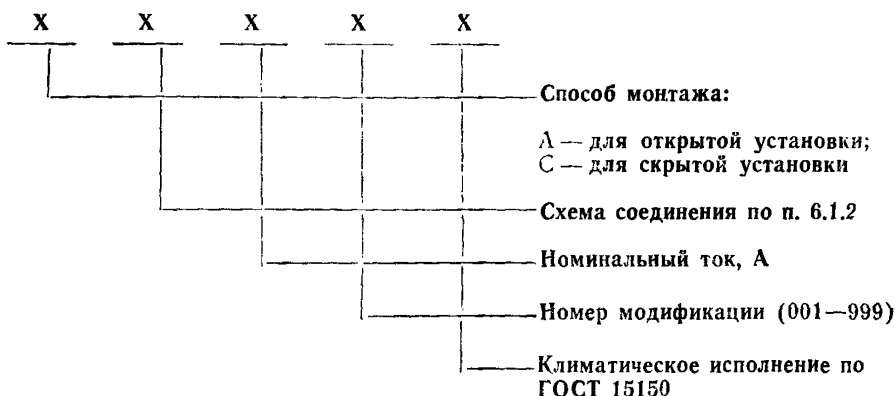 X X X X X
Способ монтажа:
А — для открытой установки;
С — для скрытой установки
Схема соединения по п. 6.1.2
Номинальный ток, А
Номер модификации (001—999)
Климатическое исполнение по
ГОСТ 15150